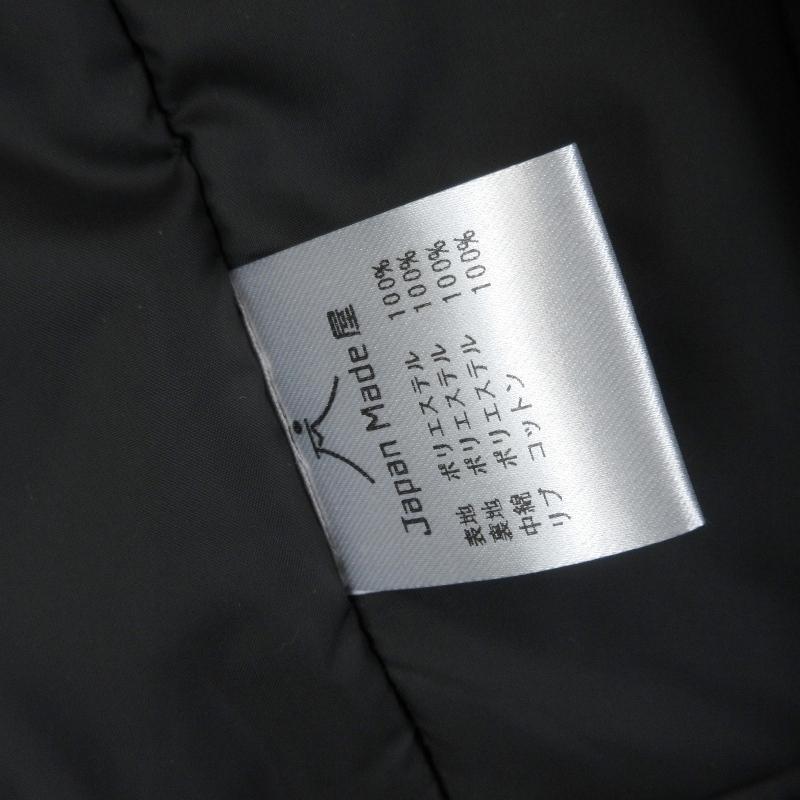 Japan Made 屋
表地 ポリエステル 100%
裏地 ポリエステル 100%
中綿 ポリエステル 100%
リブ コットン 100%